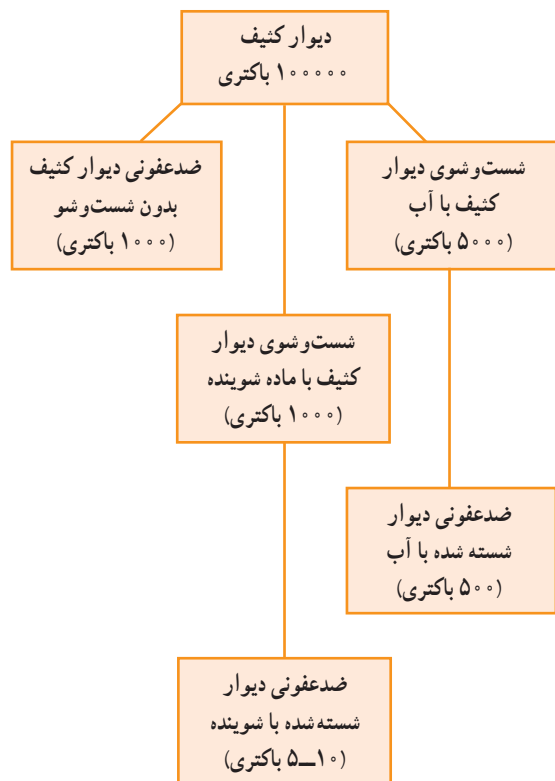 دیوار کثیف
۱۰۰۰۰۰ باکتری
شست‌وشوی دیوار
کثیف با آب
(۵۰۰۰ باکتری)
ضدعفونی دیوار کثیف
بدون شست‌وشو
(۱۰۰۰ باکتری)
شست‌وشوی دیوار
کثیف با ماده شوینده
(۱۰۰۰ باکتری)
ضدعفونی دیوار
شسته شده با آب
(۵۰۰ باکتری)
ضدعفونی دیوار
شسته‌شده با شوینده
(۱۰ــ۵ باکتری)